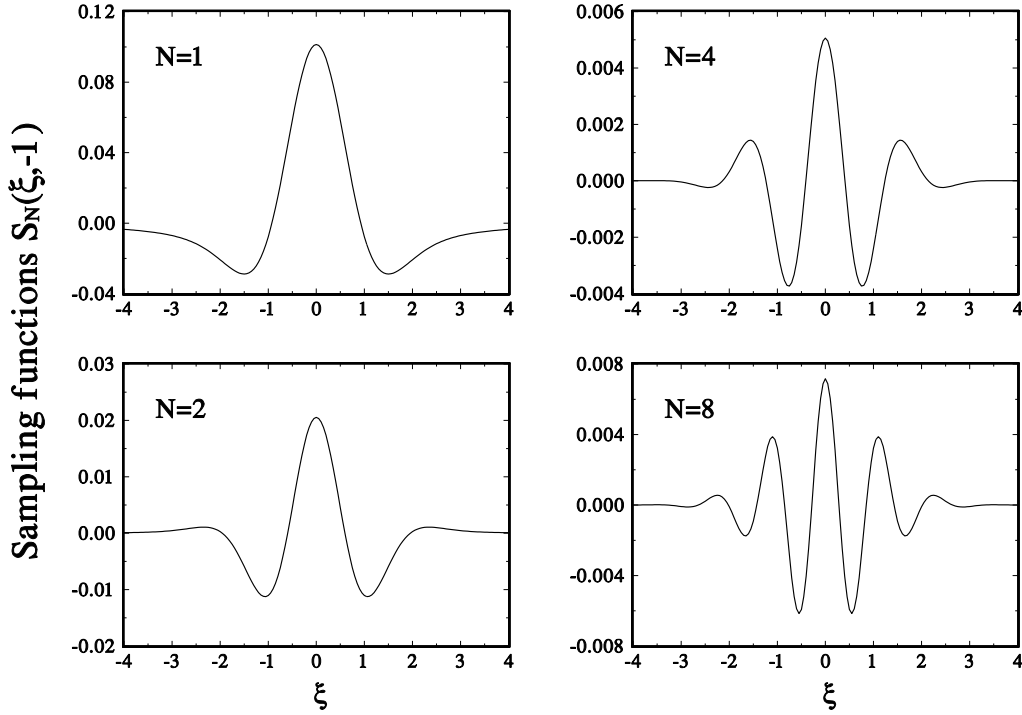 Sampling functions S_N(ξ,-1)
0.12
0.08
0.04
0.00
-0.04
N=1
-4 -3 -2 -1 0 1 2 3 4
0.006
0.004
0.002
0.000
-0.002
-0.004
N=4
-4 -3 -2 -1 0 1 2 3 4
0.03
0.02
0.01
0.00
-0.01
-0.02
N=2
-4 -3 -2 -1 0 1 2 3 4
ξ
0.008
0.004
0.000
-0.004
-0.008
N=8
-4 -3 -2 -1 0 1 2 3 4
ξ